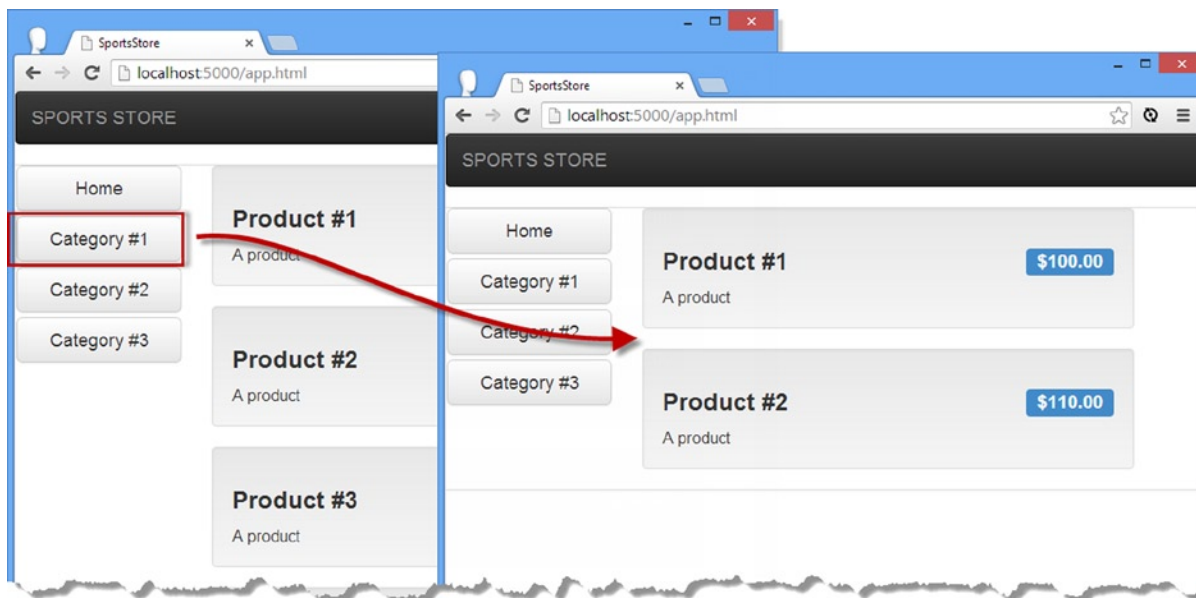 SportsStore
localhost:5000/app.html
SPORTS STORE
Home
Category #1
Category #2
Category #3
Product #1
A product
Product #2
A product
Product #3
A product
SportsStore
localhost:5000/app.html
SPORTS STORE
Home
Category #1
Category #2
Category #3
Product #1
$100.00
A product
Product #2
$110.00
A product